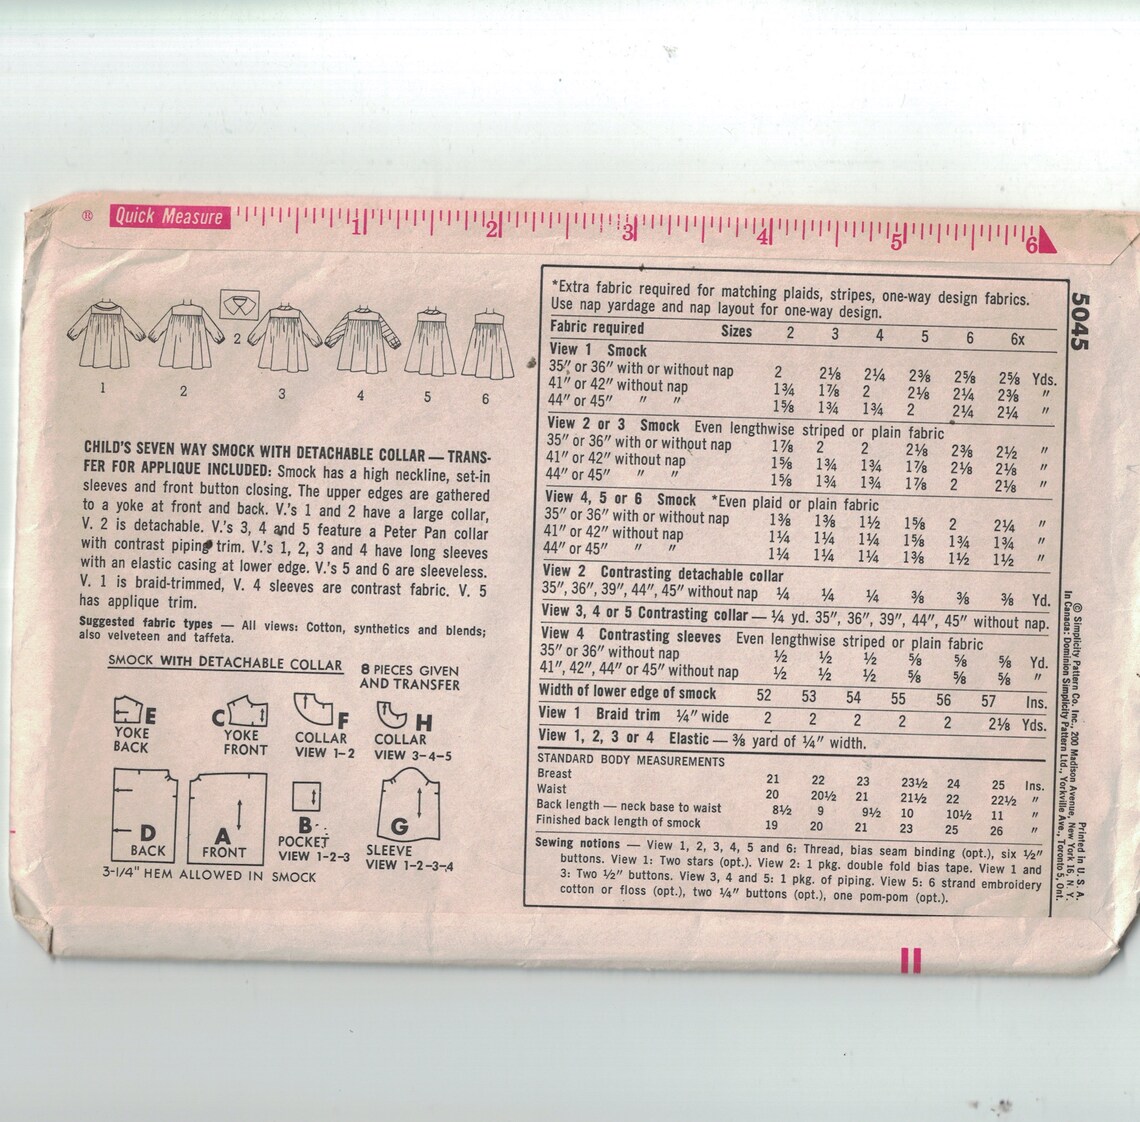 ® Quick Measure
1 2 3 4 5 6
2
1 2 3 4 5 6
CHILD'S SEVEN WAY SMOCK WITH DETACHABLE COLLAR — TRANS-
FER FOR APPLIQUE INCLUDED: Smock has a high neckline, set-in
sleeves and front button closing. The upper edges are gathered
to a yoke at front and back. V.'s 1 and 2 have a large collar,
V. 2 is detachable. V.'s 3, 4 and 5 feature a Peter Pan collar
with contrast piping trim. V.'s 1, 2, 3 and 4 have long sleeves
with an elastic casing at lower edge. V.'s 5 and 6 are sleeveless.
V. 1 is braid-trimmed, V. 4 sleeves are contrast fabric. V. 5
has applique trim.
Suggested fabric types — All views: Cotton, synthetics and blends;
also velveteen and taffeta.
SMOCK WITH DETACHABLE COLLAR
8 PIECES GIVEN
AND TRANSFER
E
YOKE
BACK
C
YOKE
FRONT
F
COLLAR
VIEW 1-2
H
COLLAR
VIEW 3-4-5
D
BACK
A
FRONT
B
POCKET
VIEW 1-2-3
G
SLEEVE
VIEW 1-2-3-4
3-1/4" HEM ALLOWED IN SMOCK
*Extra fabric required for matching plaids, stripes, one-way design fabrics.
Use nap yardage and nap layout for one-way design.
Fabric required Sizes 2 3 4 5 6 6x
View 1 Smock
35" or 36" with or without nap 2 2⅛ 2¼ 2⅜ 2⅝ 2⅝ Yds.
41" or 42" without nap 1¾ 1⅞ 2 2⅛ 2¼ 2⅜ "
44" or 45" " " 1⅝ 1¾ 1¾ 2 2¼ 2¼ "
View 2 or 3 Smock Even lengthwise striped or plain fabric
35" or 36" with or without nap 1⅞ 2 2 2⅛ 2⅜ 2½ "
41" or 42" without nap 1⅝ 1¾ 1¾ 1⅞ 2⅛ 2⅛ "
44" or 45" " " 1⅝ 1¾ 1¾ 1⅞ 2 2⅛ "
View 4, 5 or 6 Smock *Even plaid or plain fabric
35" or 36" with or without nap 1⅜ 1⅜ 1½ 1⅝ 2 2¼ "
41" or 42" without nap 1¼ 1¼ 1¼ 1⅝ 1¾ 1¾ "
44" or 45" " " 1¼ 1¼ 1¼ 1⅜ 1½ 1½ "
View 2 Contrasting detachable collar
35", 36", 39", 44", 45" without nap ¼ ¼ ¼ ⅜ ⅜ ⅜ Yd.
View 3, 4 or 5 Contrasting collar — ¼ yd. 35", 36", 39", 44", 45" without nap.
View 4 Contrasting sleeves Even lengthwise striped or plain fabric
35" or 36" without nap ½ ½ ½ ⅝ ⅝ ⅝ Yd.
41", 42", 44" or 45" without nap ½ ½ ½ ⅝ ⅝ ⅝ "
Width of lower edge of smock 52 53 54 55 56 57 Ins.
View 1 Braid trim ¼" wide 2 2 2 2 2 2⅛ Yds.
View 1, 2, 3 or 4 Elastic — ⅜ yard of ¼" width.
STANDARD BODY MEASUREMENTS
Breast 21 22 23 23½ 24 25 Ins.
Waist 20 20½ 21 21½ 22 22½ "
Back length — neck base to waist 8½ 9 9½ 10 10½ 11 "
Finished back length of smock 19 20 21 23 25 26 "
Sewing notions — View 1, 2, 3, 4, 5 and 6: Thread, bias seam binding (opt.), six ½"
buttons. View 1: Two stars (opt.). View 2: 1 pkg. double fold bias tape. View 1 and
3: Two ½" buttons. View 3, 4 and 5: 1 pkg. of piping. View 5: 6 strand embroidery
cotton or floss (opt.), two ¼" buttons (opt.), one pom-pom (opt.).
5045
© Simplicity Pattern Co. Inc., 200 Madison Avenue, New York 16, N. Y.
In Canada: Dominion Simplicity Pattern Ltd., Yorkville Ave., Toronto 5, Ont.
Printed in U. S. A.